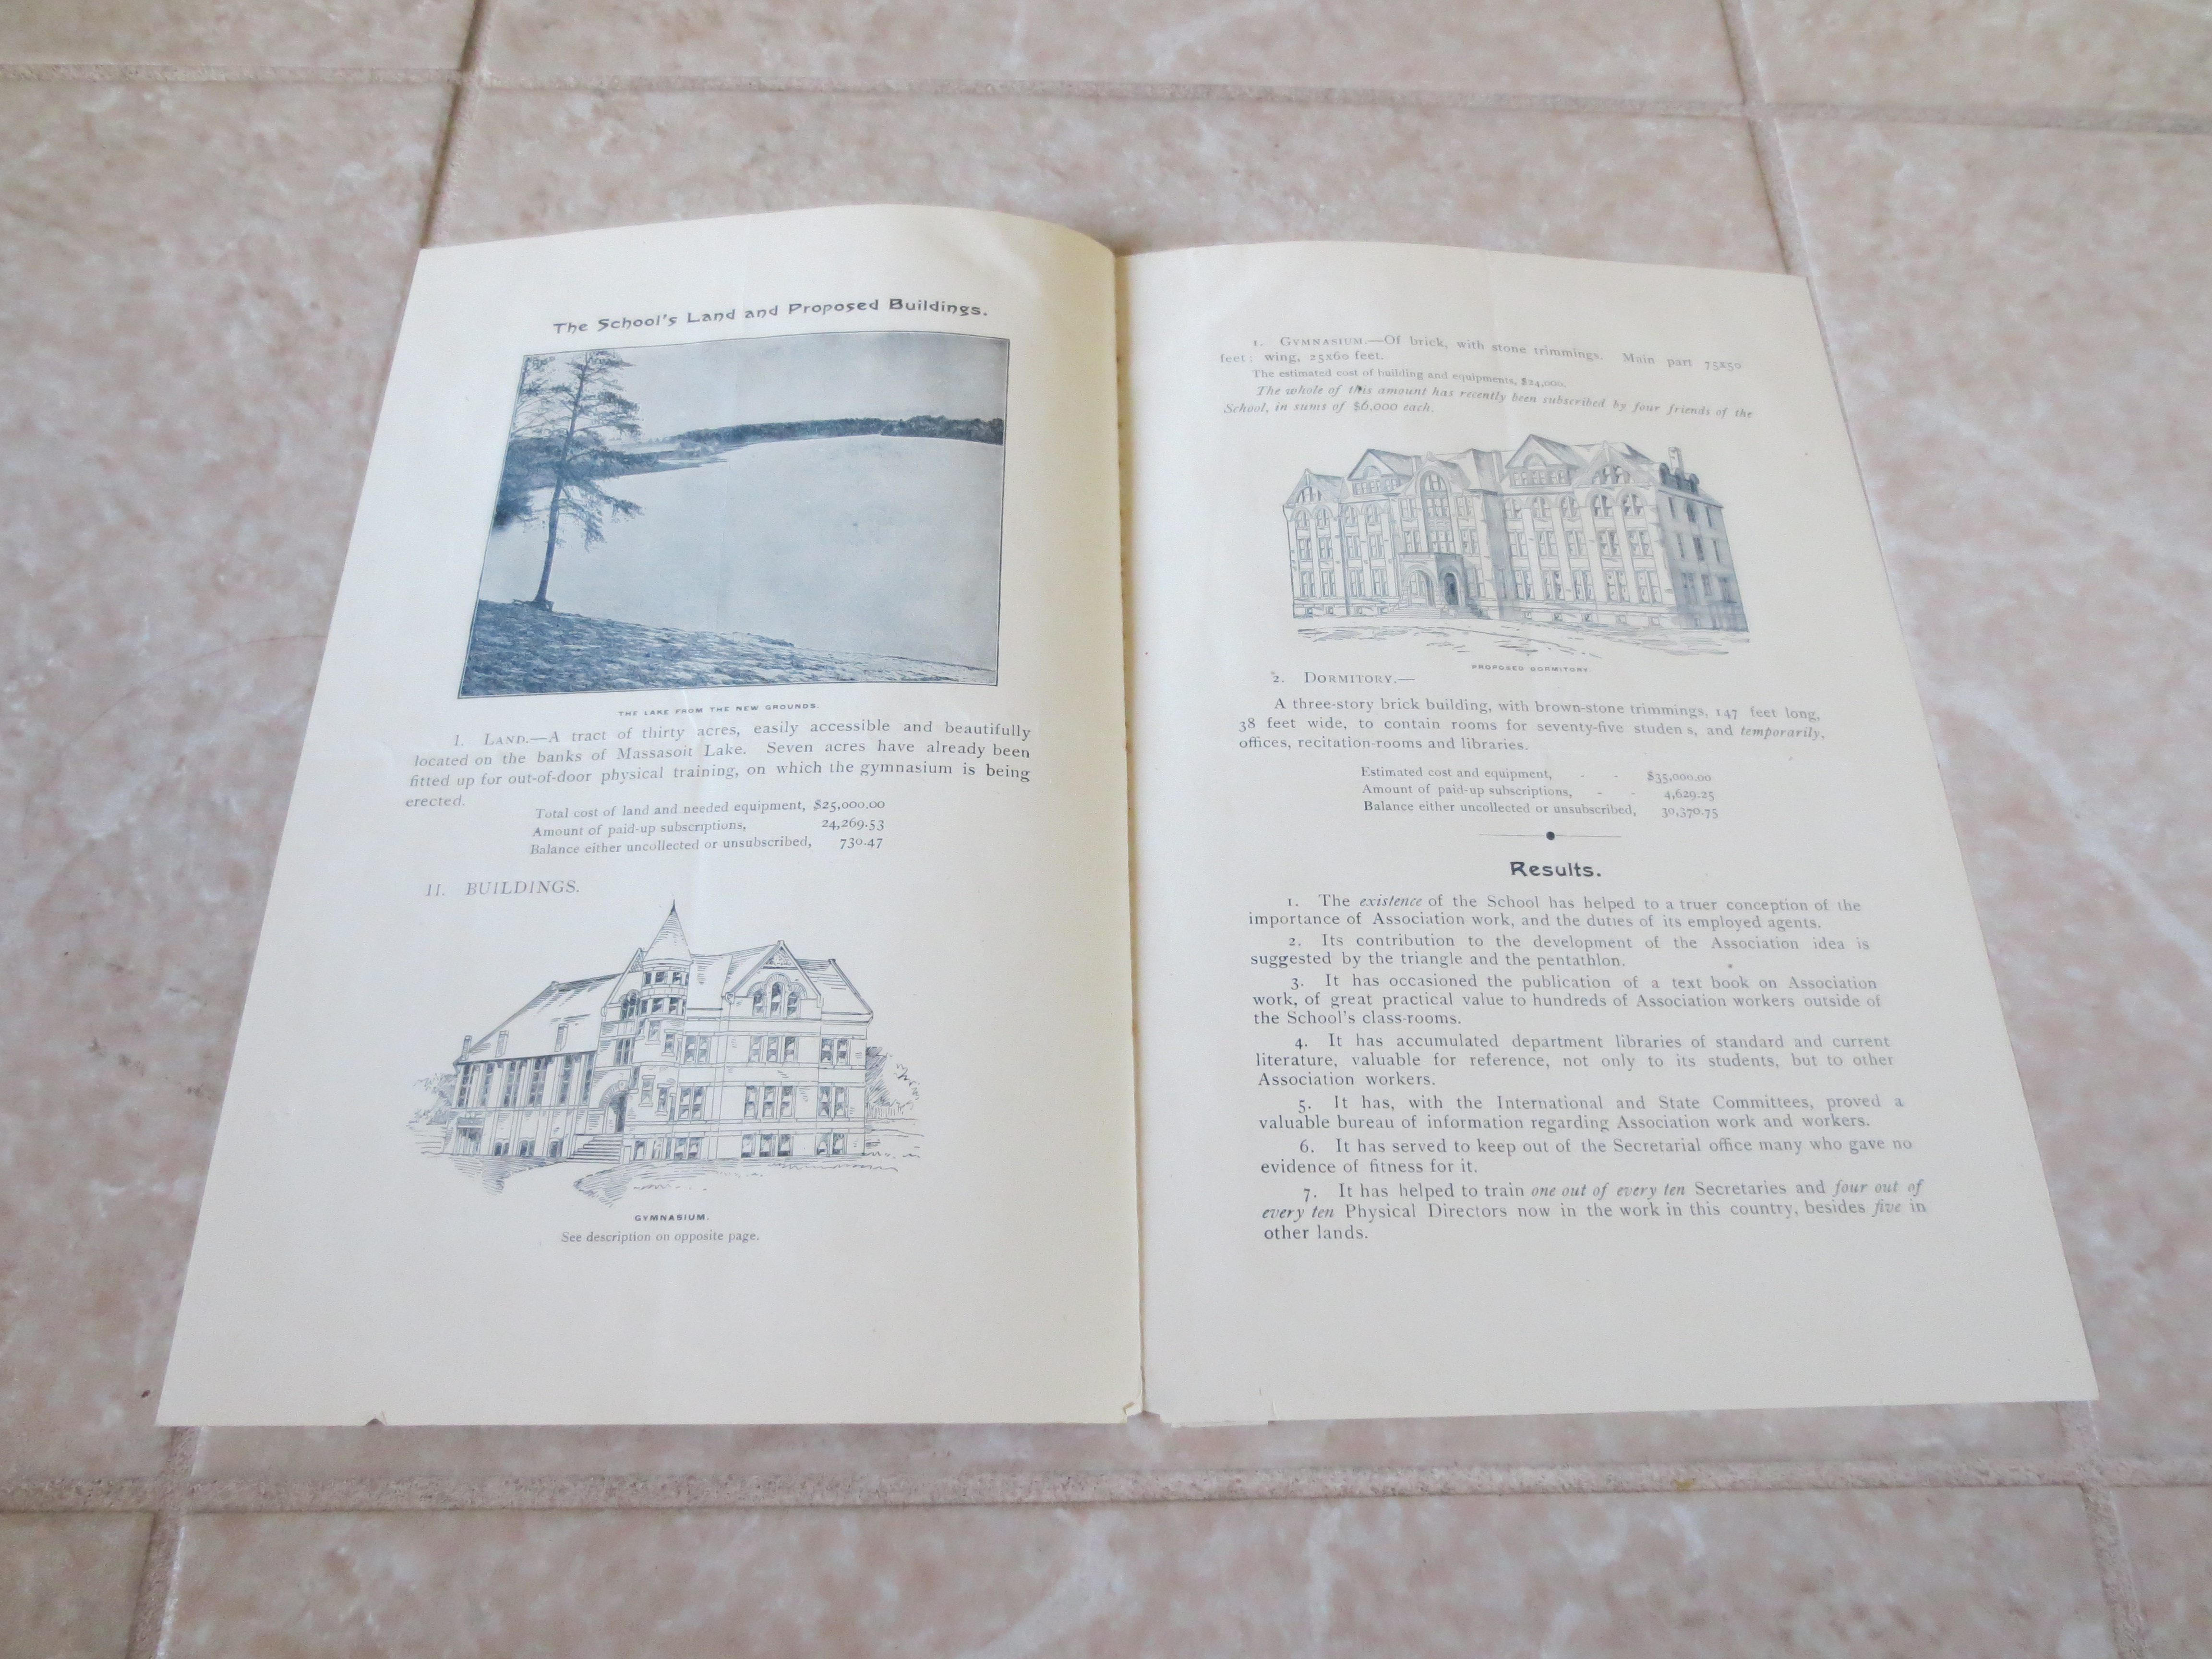 The School's Land and Proposed Buildings.
THE LAKE FROM THE NEW GROUNDS.
I. LAND.—A tract of thirty acres, easily accessible and beautifully
located on the banks of Massasoit Lake. Seven acres have already been
fitted up for out-of-door physical training, on which the gymnasium is being
erected.
Total cost of land and needed equipment, $25,000.00
Amount of paid-up subscriptions, 24,269.53
Balance either uncollected or unsubscribed, 730.47
II. BUILDINGS.
GYMNASIUM.
See description on opposite page.
1. GYMNASIUM.—Of brick, with stone trimmings. Main part 75x50
feet; wing, 25x60 feet.
The estimated cost of building and equipments, $24,000.
The whole of this amount has recently been subscribed by four friends of the
School, in sums of $6,000 each.
PROPOSED DORMITORY.
2. DORMITORY.—
A three-story brick building, with brown-stone trimmings, 147 feet long,
38 feet wide, to contain rooms for seventy-five studen s, and temporarily,
offices, recitation-rooms and libraries.
Estimated cost and equipment, - - $35,000.00
Amount of paid-up subscriptions, - - 4,629.25
Balance either uncollected or unsubscribed, 30,370.75
Results.
1. The existence of the School has helped to a truer conception of the
importance of Association work, and the duties of its employed agents.
2. Its contribution to the development of the Association idea is
suggested by the triangle and the pentathlon.
3. It has occasioned the publication of a text book on Association
work, of great practical value to hundreds of Association workers outside of
the School's class-rooms.
4. It has accumulated department libraries of standard and current
literature, valuable for reference, not only to its students, but to other
Association workers.
5. It has, with the International and State Committees, proved a
valuable bureau of information regarding Association work and workers.
6. It has served to keep out of the Secretarial office many who gave no
evidence of fitness for it.
7. It has helped to train one out of every ten Secretaries and four out of
every ten Physical Directors now in the work in this country, besides five in
other lands.